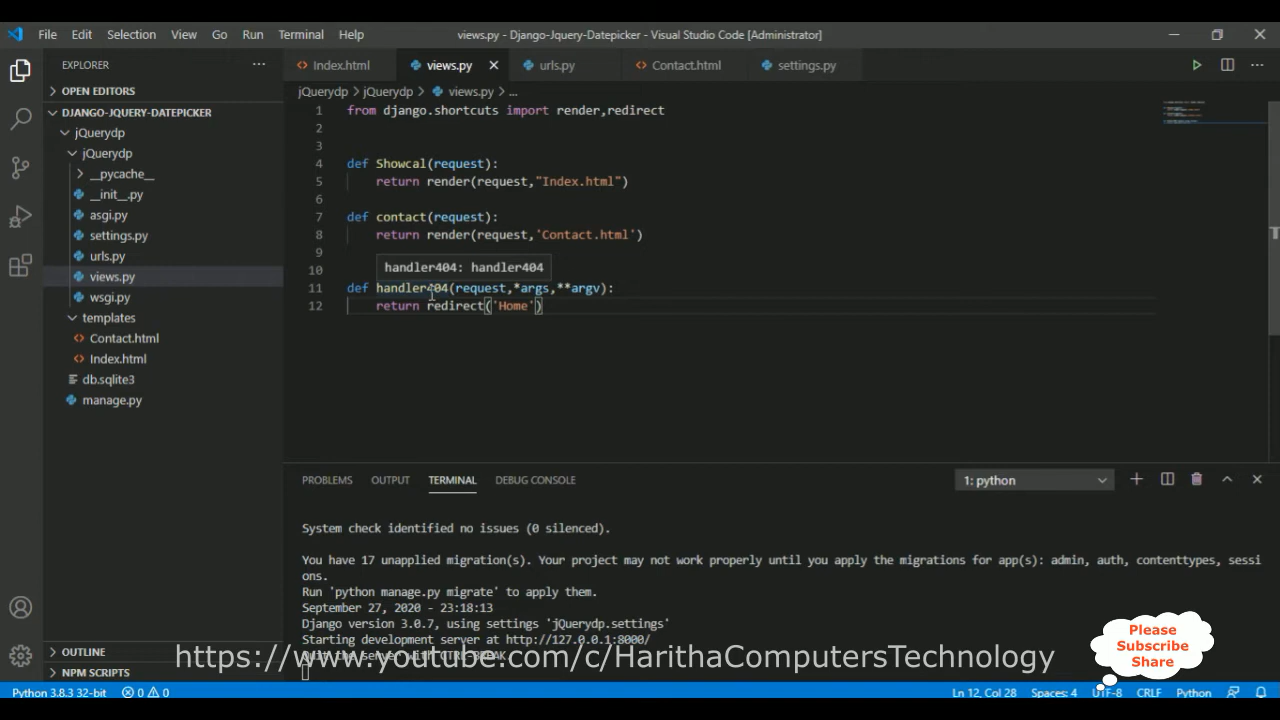 File Edit Selection View Go Run Terminal Help
views.py - Django-Jquery-Datepicker - Visual Studio Code [Administrator]
EXPLORER
OPEN EDITORS
DJANGO-JQUERY-DATEPICKER
jQuerydp
jQuerydp
__pycache__
__init__.py
asgi.py
settings.py
urls.py
views.py
wsgi.py
templates
Contact.html
Index.html
db.sqlite3
manage.py
OUTLINE
NPM SCRIPTS
Index.html views.py urls.py Contact.html settings.py
jQuerydp > jQuerydp > views.py > ...
1 from django.shortcuts import render,redirect
2
3
4 def Showcal(request):
5 return render(request,"Index.html")
6
7 def contact(request):
8 return render(request,'Contact.html')
9
10
handler404: handler404
11 def handler404(request,*args,**argv):
12 return redirect('Home')
PROBLEMS OUTPUT TERMINAL DEBUG CONSOLE
1: python
System check identified no issues (0 silenced).
You have 17 unapplied migration(s). Your project may not work properly until you apply the migrations for app(s): admin, auth, contenttypes, sessi
ons.
Run 'python manage.py migrate' to apply them.
September 27, 2020 - 23:18:13
Django version 3.0.7, using settings 'jQuerydp.settings'
Starting development server at http://127.0.0.1:8000/
Quit the server with CTRL-BREAK.
https://www.youtube.com/c/HarithaComputersTechnology
Please
Subscribe
Share
Python 3.8.3 32-bit 0 0
Ln 12, Col 28 Spaces: 4 UTF-8 CRLF Python